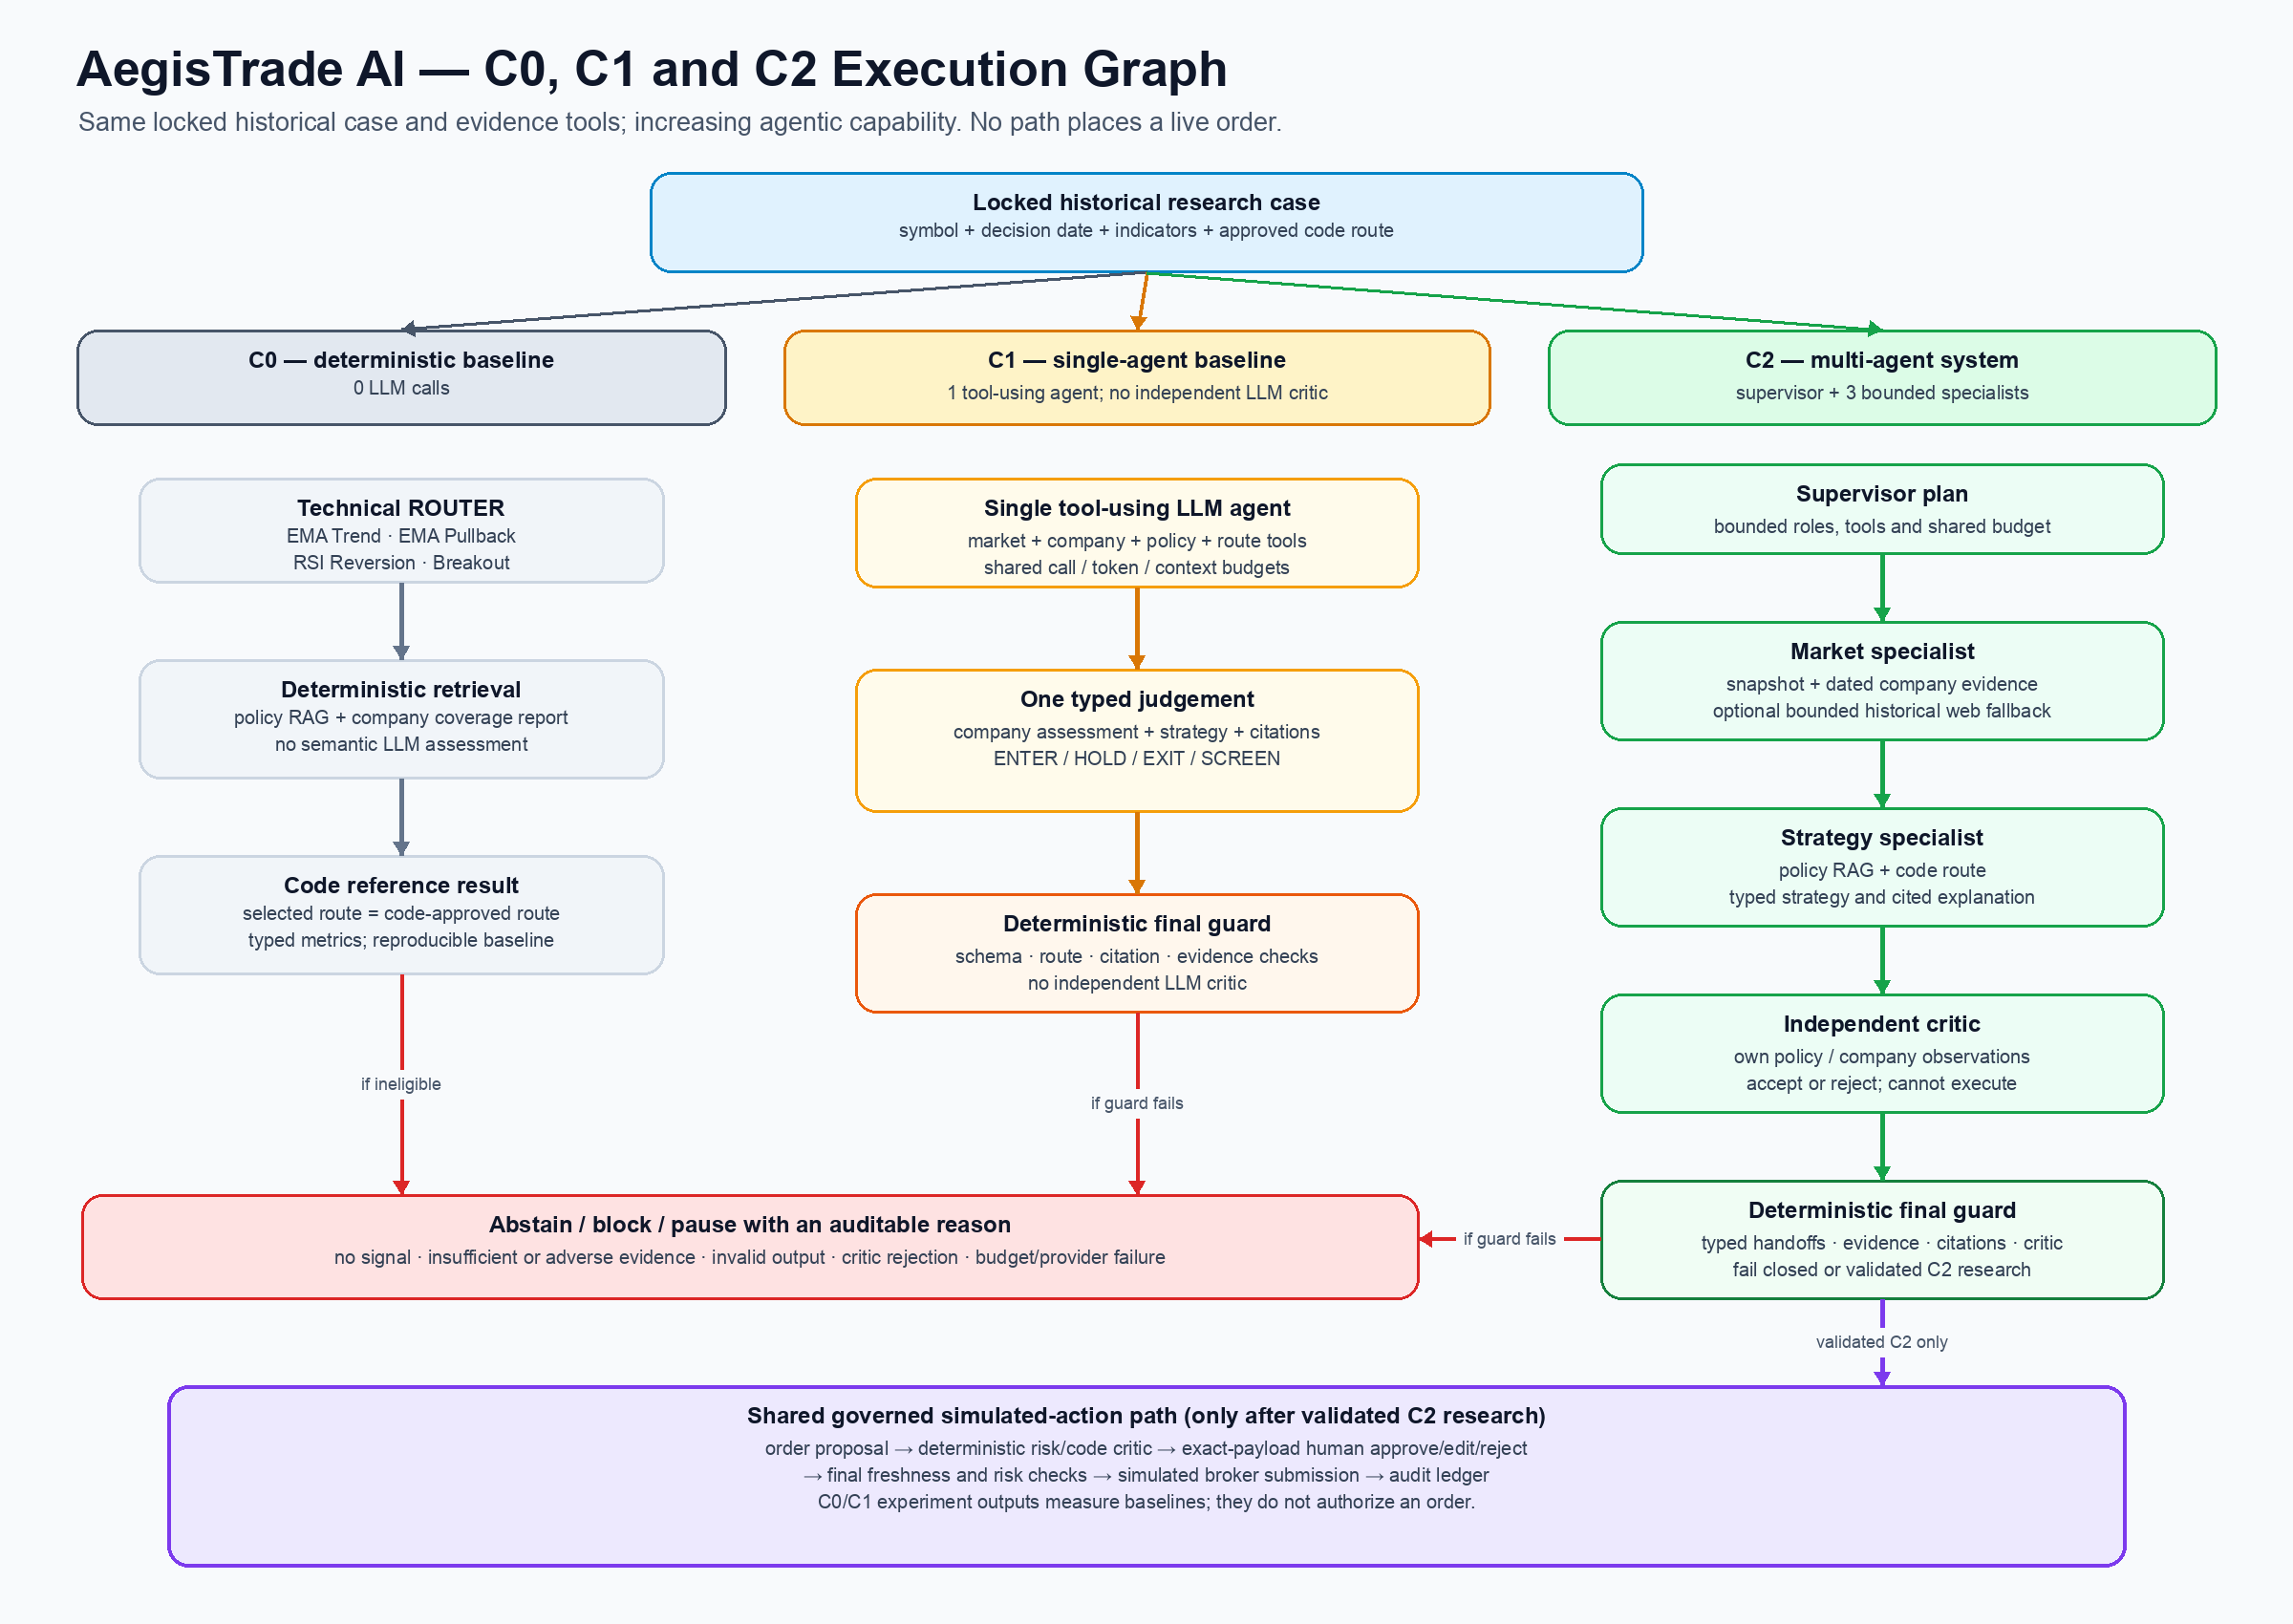 AegisTrade AI — C0, C1 and C2 Execution Graph
Same locked historical case and evidence tools; increasing agentic capability. No path places a live order.
Locked historical research case
symbol + decision date + indicators + approved code route
C0 — deterministic baseline
0 LLM calls
C1 — single-agent baseline
1 tool-using agent; no independent LLM critic
C2 — multi-agent system
supervisor + 3 bounded specialists
Technical ROUTER
EMA Trend · EMA Pullback
RSI Reversion · Breakout
Deterministic retrieval
policy RAG + company coverage report
no semantic LLM assessment
Code reference result
selected route = code-approved route
typed metrics; reproducible baseline
if ineligible
Single tool-using LLM agent
market + company + policy + route tools
shared call / token / context budgets
One typed judgement
company assessment + strategy + citations
ENTER / HOLD / EXIT / SCREEN
Deterministic final guard
schema · route · citation · evidence checks
no independent LLM critic
if guard fails
Supervisor plan
bounded roles, tools and shared budget
Market specialist
snapshot + dated company evidence
optional bounded historical web fallback
Strategy specialist
policy RAG + code route
typed strategy and cited explanation
Independent critic
own policy / company observations
accept or reject; cannot execute
Deterministic final guard
typed handoffs · evidence · citations · critic
fail closed or validated C2 research
if guard fails
Abstain / block / pause with an auditable reason
no signal · insufficient or adverse evidence · invalid output · critic rejection · budget/provider failure
validated C2 only
Shared governed simulated-action path (only after validated C2 research)
order proposal → deterministic risk/code critic → exact-payload human approve/edit/reject
→ final freshness and risk checks → simulated broker submission → audit ledger
C0/C1 experiment outputs measure baselines; they do not authorize an order.